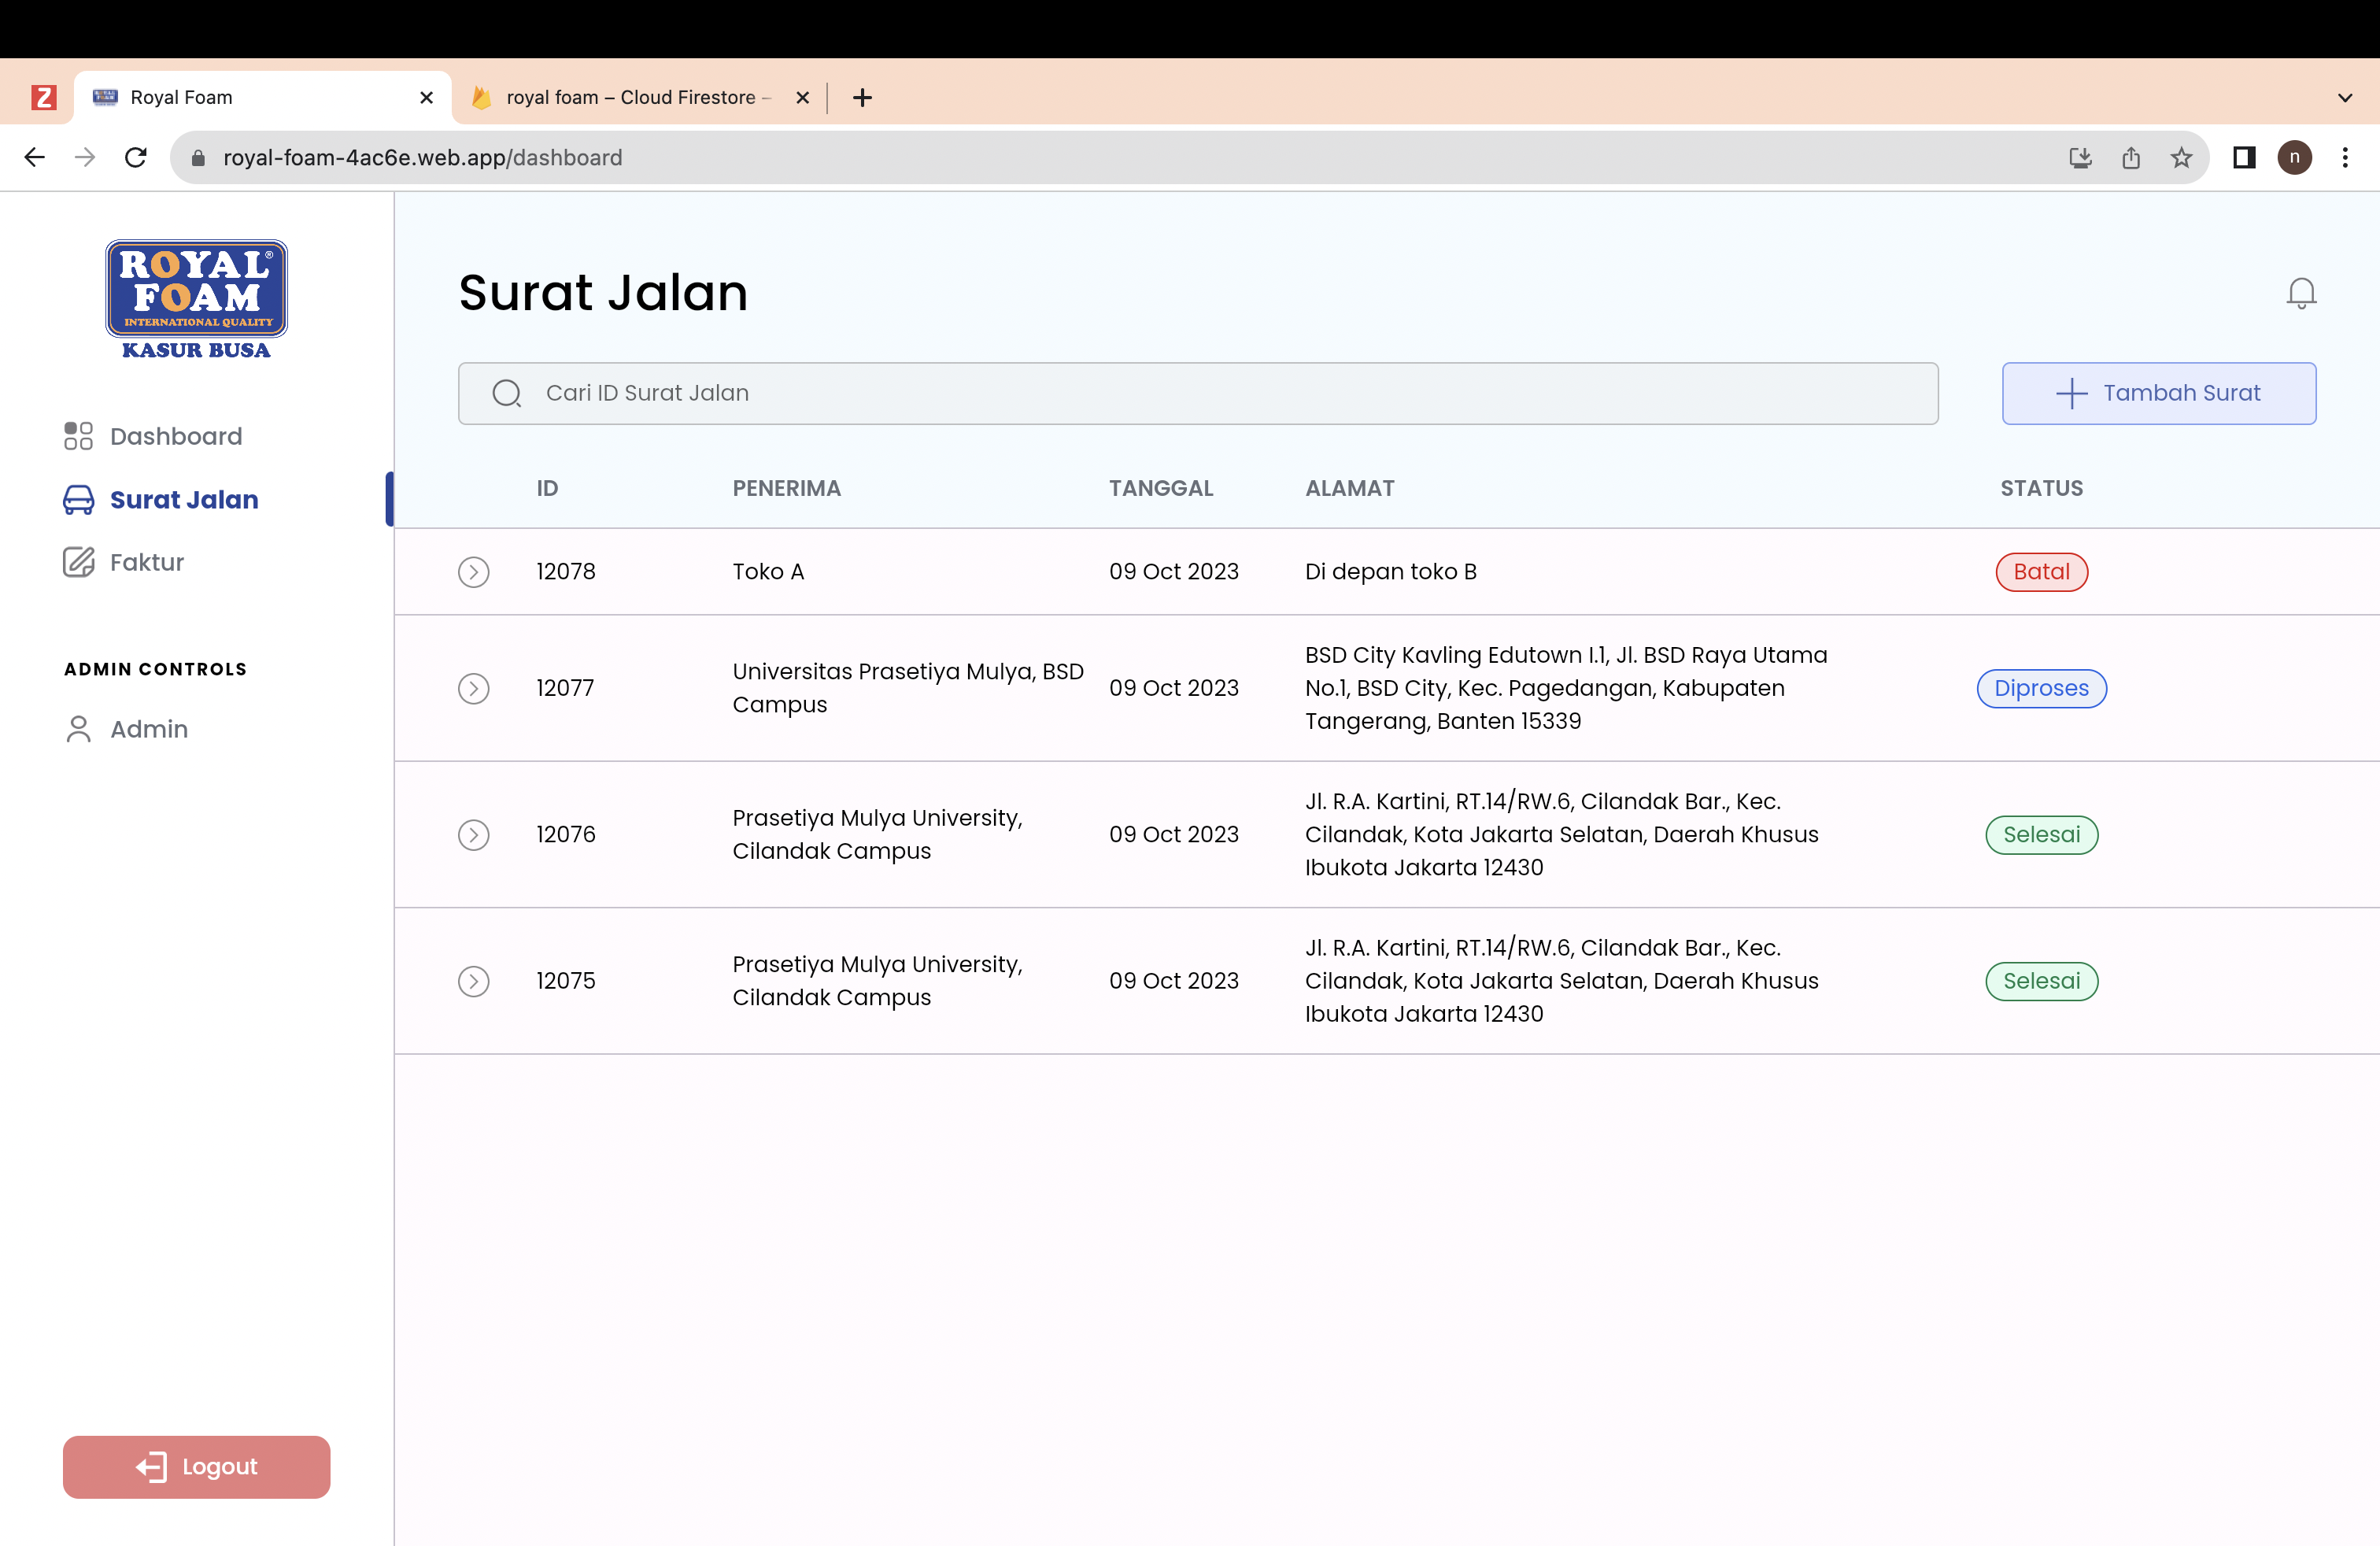 Z
Royal Foam
royal foam – Cloud Firestore –
royal-foam-4ac6e.web.app/dashboard
n
ROYAL®
FOAM
INTERNATIONAL QUALITY
KASUR BUSA
Dashboard
Surat Jalan
Faktur
ADMIN CONTROLS
Admin
Logout
Surat Jalan
Cari ID Surat Jalan
Tambah Surat
ID PENERIMA TANGGAL ALAMAT STATUS
12078 Toko A 09 Oct 2023 Di depan toko B Batal
12077
Universitas Prasetiya Mulya, BSD
Campus
09 Oct 2023
BSD City Kavling Edutown I.1, Jl. BSD Raya Utama
No.1, BSD City, Kec. Pagedangan, Kabupaten
Tangerang, Banten 15339
Diproses
12076
Prasetiya Mulya University,
Cilandak Campus
09 Oct 2023
Jl. R.A. Kartini, RT.14/RW.6, Cilandak Bar., Kec.
Cilandak, Kota Jakarta Selatan, Daerah Khusus
Ibukota Jakarta 12430
Selesai
12075
Prasetiya Mulya University,
Cilandak Campus
09 Oct 2023
Jl. R.A. Kartini, RT.14/RW.6, Cilandak Bar., Kec.
Cilandak, Kota Jakarta Selatan, Daerah Khusus
Ibukota Jakarta 12430
Selesai